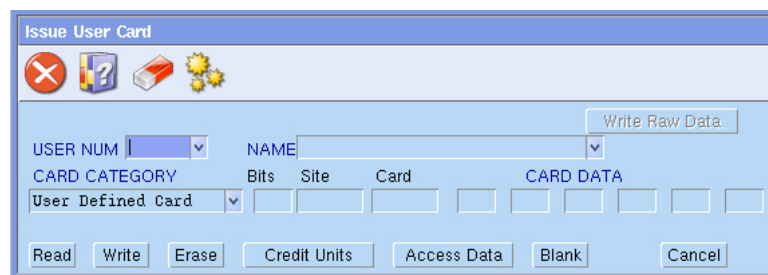 Issue User Card
Write Raw Data
USER NUM NAME
CARD CATEGORY Bits Site Card CARD DATA
User Defined Card
Read Write Erase Credit Units Access Data Blank Cancel